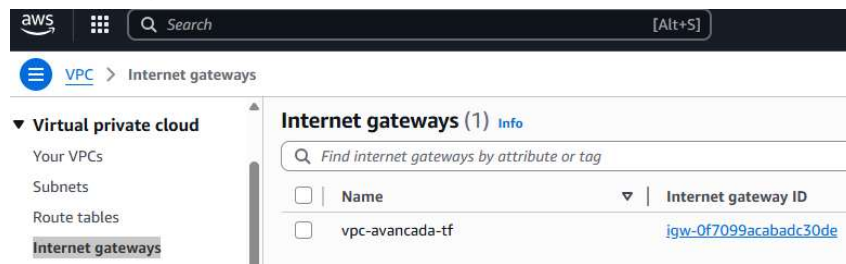 aws Search [Alt+S]
VPC > Internet gateways
Virtual private cloud
Your VPCs
Subnets
Route tables
Internet gateways
Internet gateways (1) Info
Find internet gateways by attribute or tag
Name Internet gateway ID
vpc-avancada-tf igw-0f7099acabadc30de